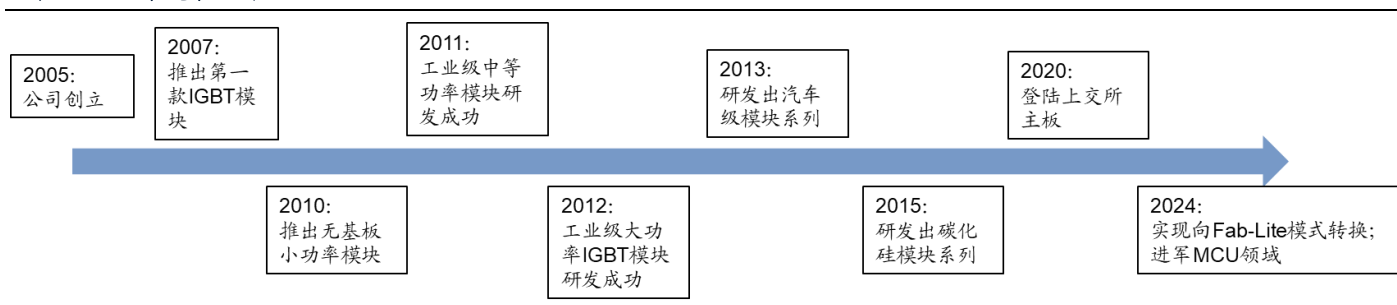 2005:
公司创立
2007:
推出第一
款IGBT模
块
2010:
推出无基板
小功率模块
2011:
工业级中等
功率模块研
发成功
2012:
工业级大功
率IGBT模块
研发成功
2013:
研发出汽车
级模块系列
2015:
研发出碳化
硅模块系列
2020:
登陆上交所
主板
2024:
实现向Fab-Lite模式转换;
进军MCU领域